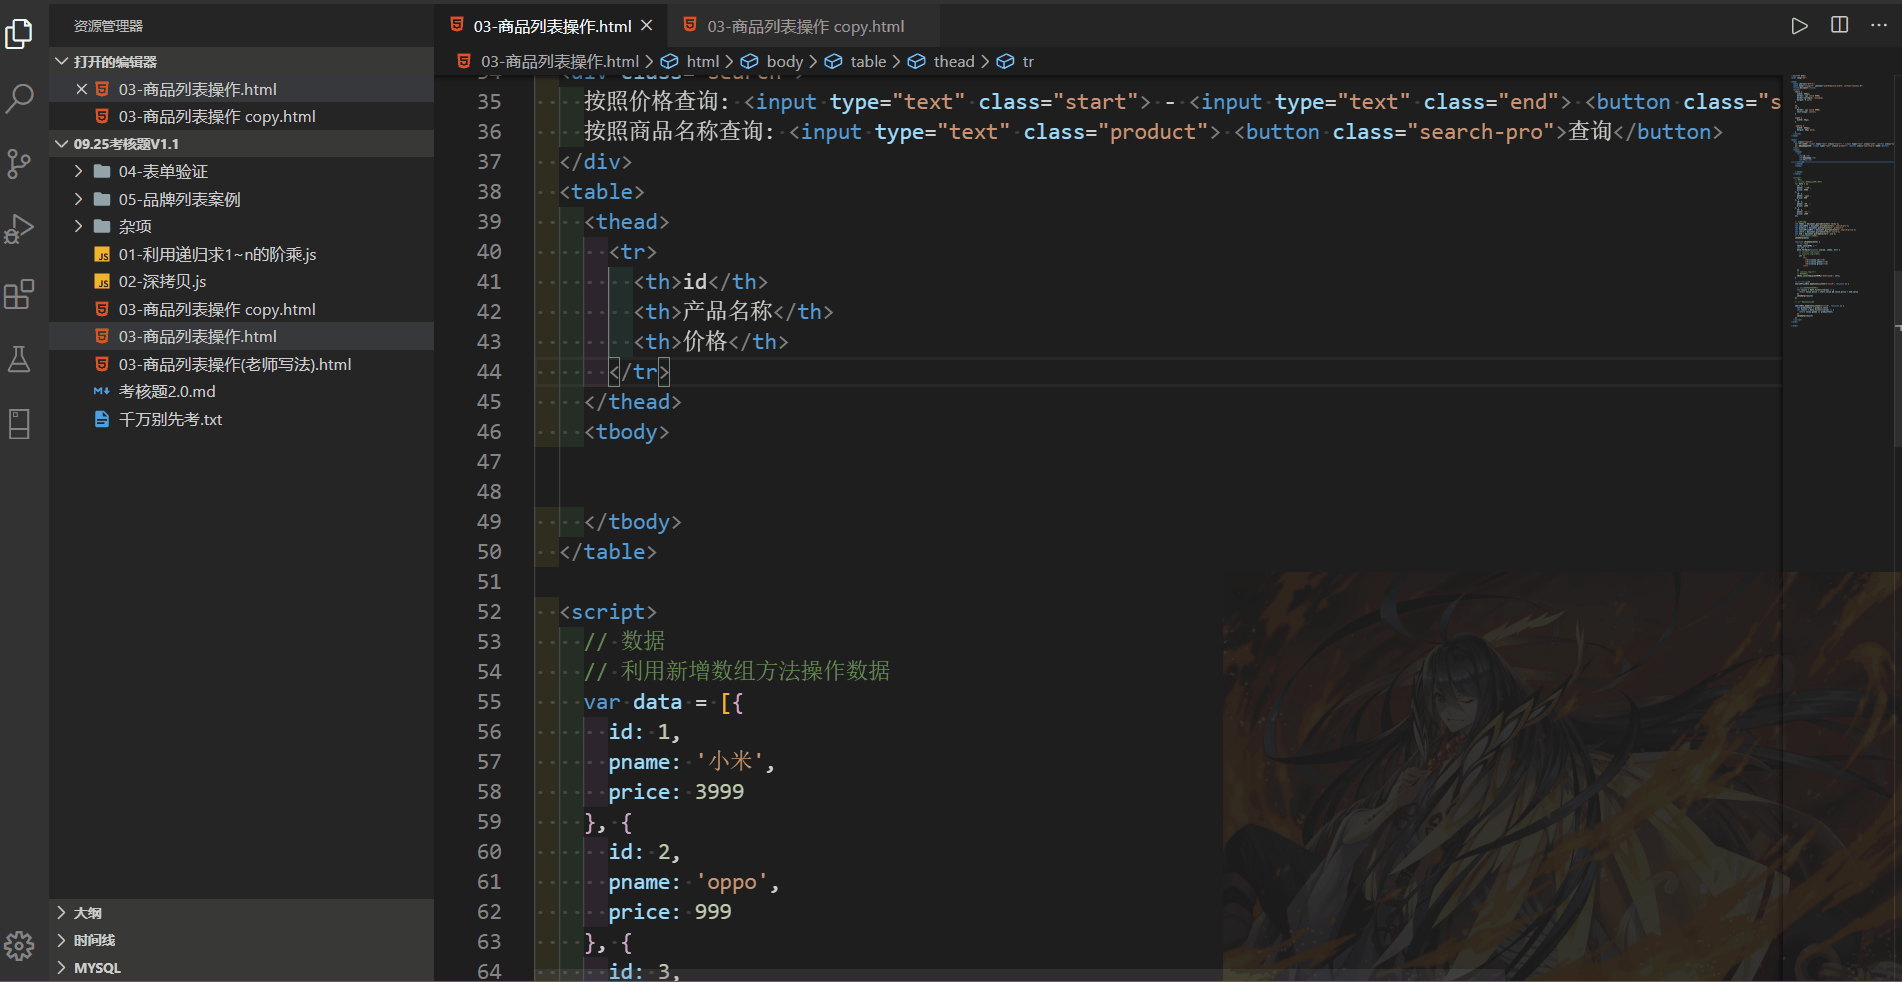 资源管理器
打开的编辑器
03-商品列表操作.html
03-商品列表操作 copy.html
09.25考核题V1.1
04-表单验证
05-品牌列表案例
杂项
01-利用递归求1~n的阶乘.js
02-深拷贝.js
03-商品列表操作 copy.html
03-商品列表操作.html
03-商品列表操作(老师写法).html
考核题2.0.md
千万别先考.txt
大纲
时间线
MYSQL
03-商品列表操作.html
03-商品列表操作 copy.html
03-商品列表操作.html > html > body > table > thead > tr
34 <div class="search">
35 按照价格查询: <input type="text" class="start"> - <input type="text" class="end"> <button class="s
36 按照商品名称查询: <input type="text" class="product"> <button class="search-pro">查询</button>
37 </div>
38 <table>
39 <thead>
40 <tr>
41 <th>id</th>
42 <th>产品名称</th>
43 <th>价格</th>
44 </tr>
45 </thead>
46 <tbody>
47
48
49 </tbody>
50 </table>
51
52 <script>
53 // 数据
54 // 利用新增数组方法操作数据
55 var data = [{
56 id: 1,
57 pname: '小米',
58 price: 3999
59 }, {
60 id: 2,
61 pname: 'oppo',
62 price: 999
63 }, {
64 id: 3,